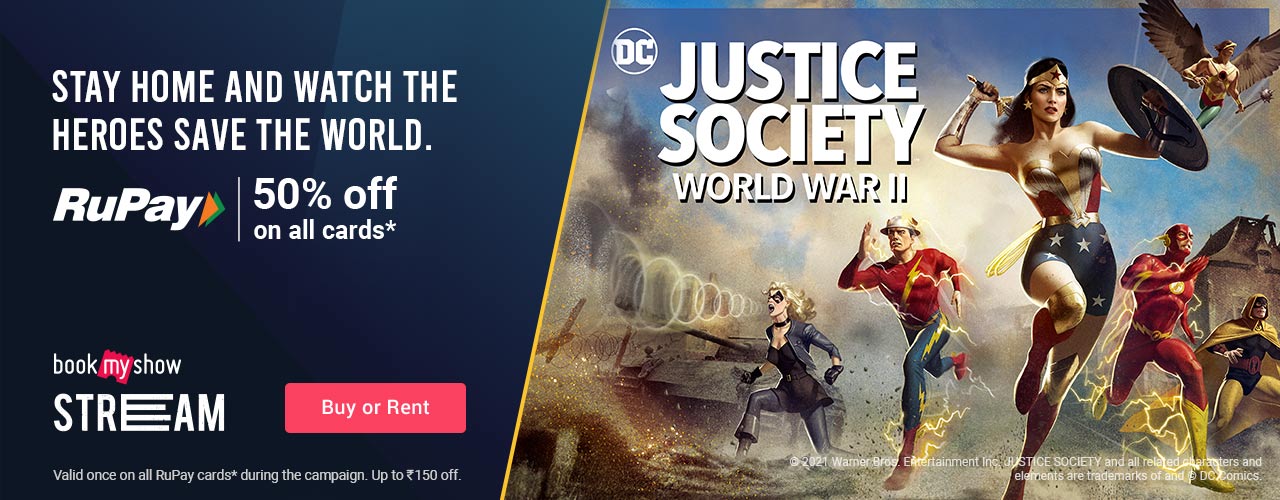 STAY HOME AND WATCH THE
HEROES SAVE THE WORLD.
RuPay
50% off
on all cards*
book my show
STREAM
Buy or Rent
Valid once on all RuPay cards* during the campaign. Up to ₹150 off.
DC
JUSTICE
SOCIETY
WORLD WAR II
© 2021 Warner Bros. Entertainment Inc. JUSTICE SOCIETY and all related characters and
elements are trademarks of and © DC Comics.